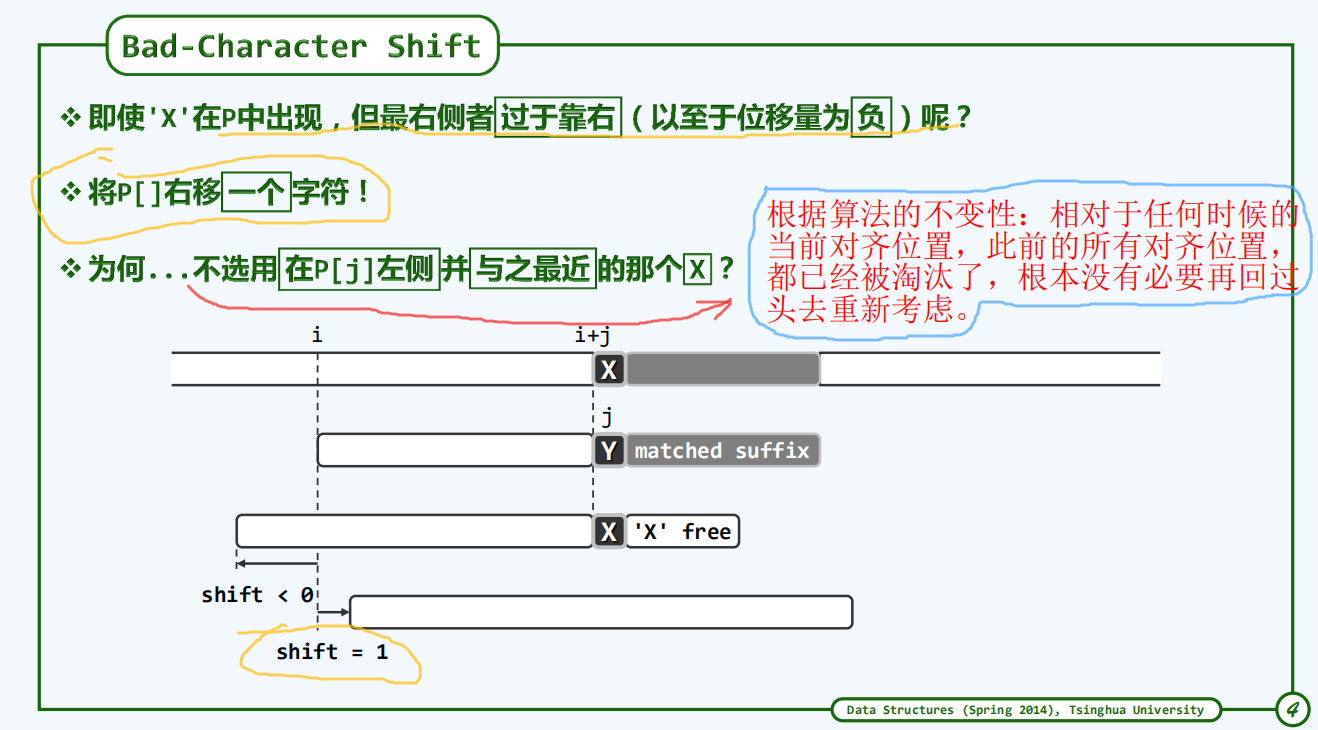 Bad-Character Shift
❖ 即使'X'在P中出现，但最右侧者过于靠右（以至于位移量为负）呢？
❖ 将P[]右移一个字符！
❖ 为何...不选用在P[j]左侧并与之最近的那个X？
根据算法的不变性：相对于任何时候的
当前对齐位置，此前的所有对齐位置，
都已经被淘汰了，根本没有必要再回过
头去重新考虑。
i
i+j
X
j
Y matched suffix
X 'X' free
shift < 0
shift = 1
Data Structures (Spring 2014), Tsinghua University
4